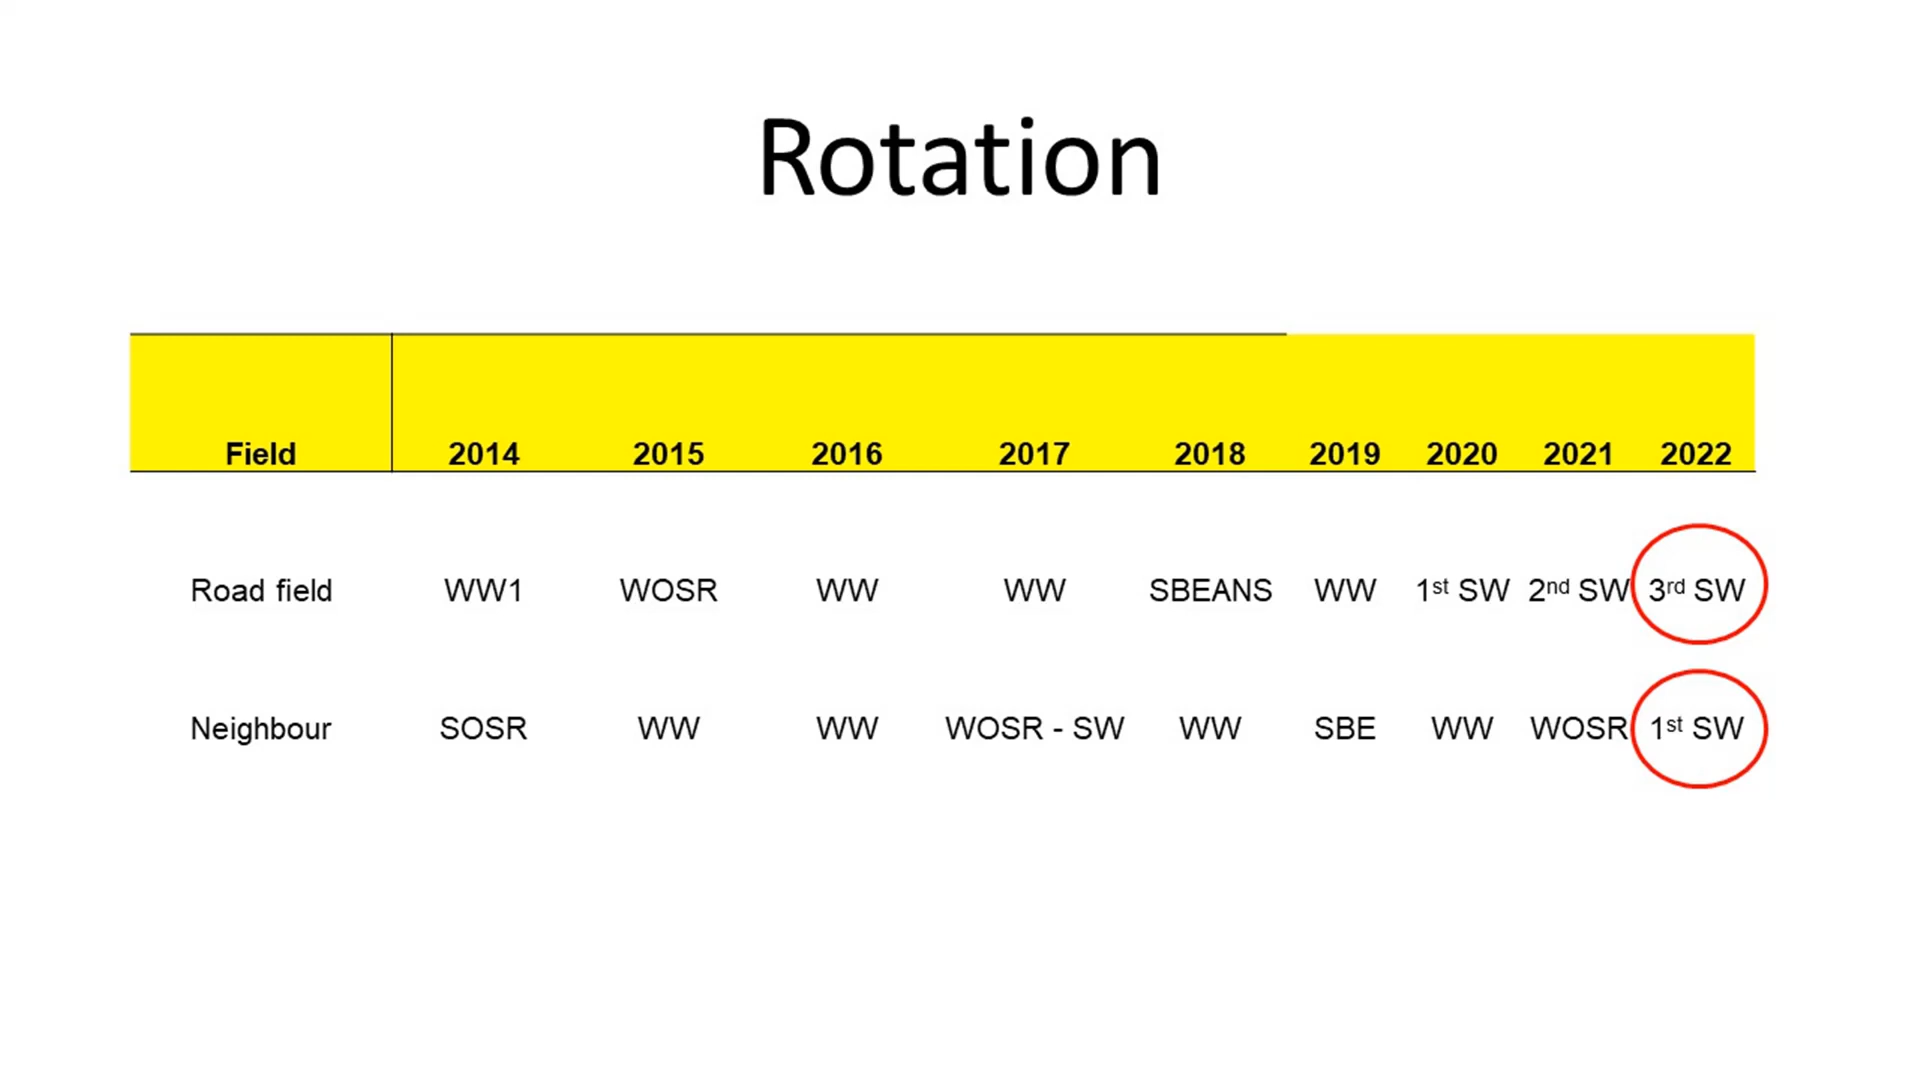 Rotation
Field 2014 2015 2016 2017 2018 2019 2020 2021 2022
Road field WW1 WOSR WW WW SBEANS WW 1st SW 2nd SW 3rd SW
Neighbour SOSR WW WW WOSR - SW WW SBE WW WOSR 1st SW